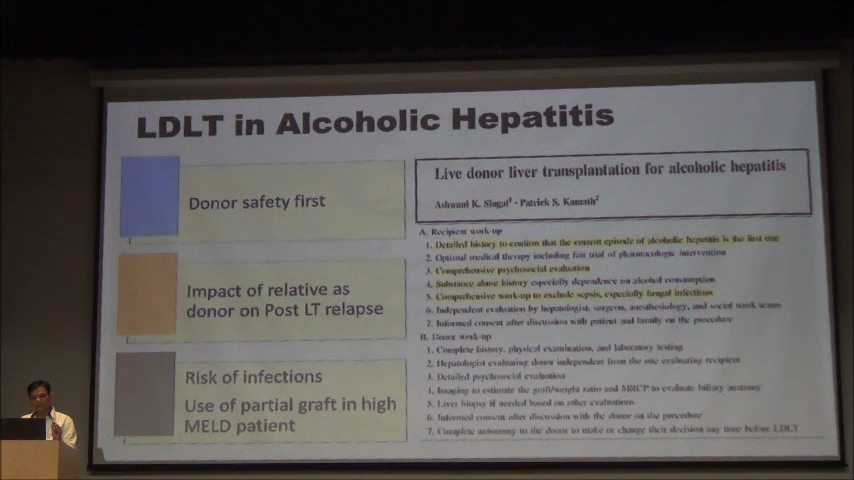 LDLT in Alcoholic Hepatitis
Donor safety first
Impact of relative as
donor on Post LT relapse
Risk of infections
Use of partial graft in high
MELD patient
Live donor liver transplantation for alcoholic hepatitis
Ashwani K. Singal¹ · Patrick S. Kamath²
A. Recipient work-up
1. Detailed history to confirm that the current episode of alcoholic hepatitis is the first one
2. Optimal medical therapy including fair trial of pharmacologic intervention
3. Comprehensive psychosocial evaluation
4. Substance abuse history especially dependence on alcohol consumption
5. Comprehensive work-up to exclude sepsis, especially fungal infections
6. Independent evaluation by hepatologist, surgeon, anesthesiology, and social work teams
7. Informed consent after discussion with patient and family on the procedure
B. Donor work-up
1. Complete history, physical examination, and laboratory testing
2. Hepatologist evaluating donor independent from the one evaluating recipient
3. Detailed psychosocial evaluation
4. Imaging to estimate the graft/weight ratio and MRCP to evaluate biliary anatomy
5. Liver biopsy if needed based on other evaluations.
6. Informed consent after discussion with the donor on the procedure
7. Complete autonomy to the donor to make or change their decision any time before LDLT